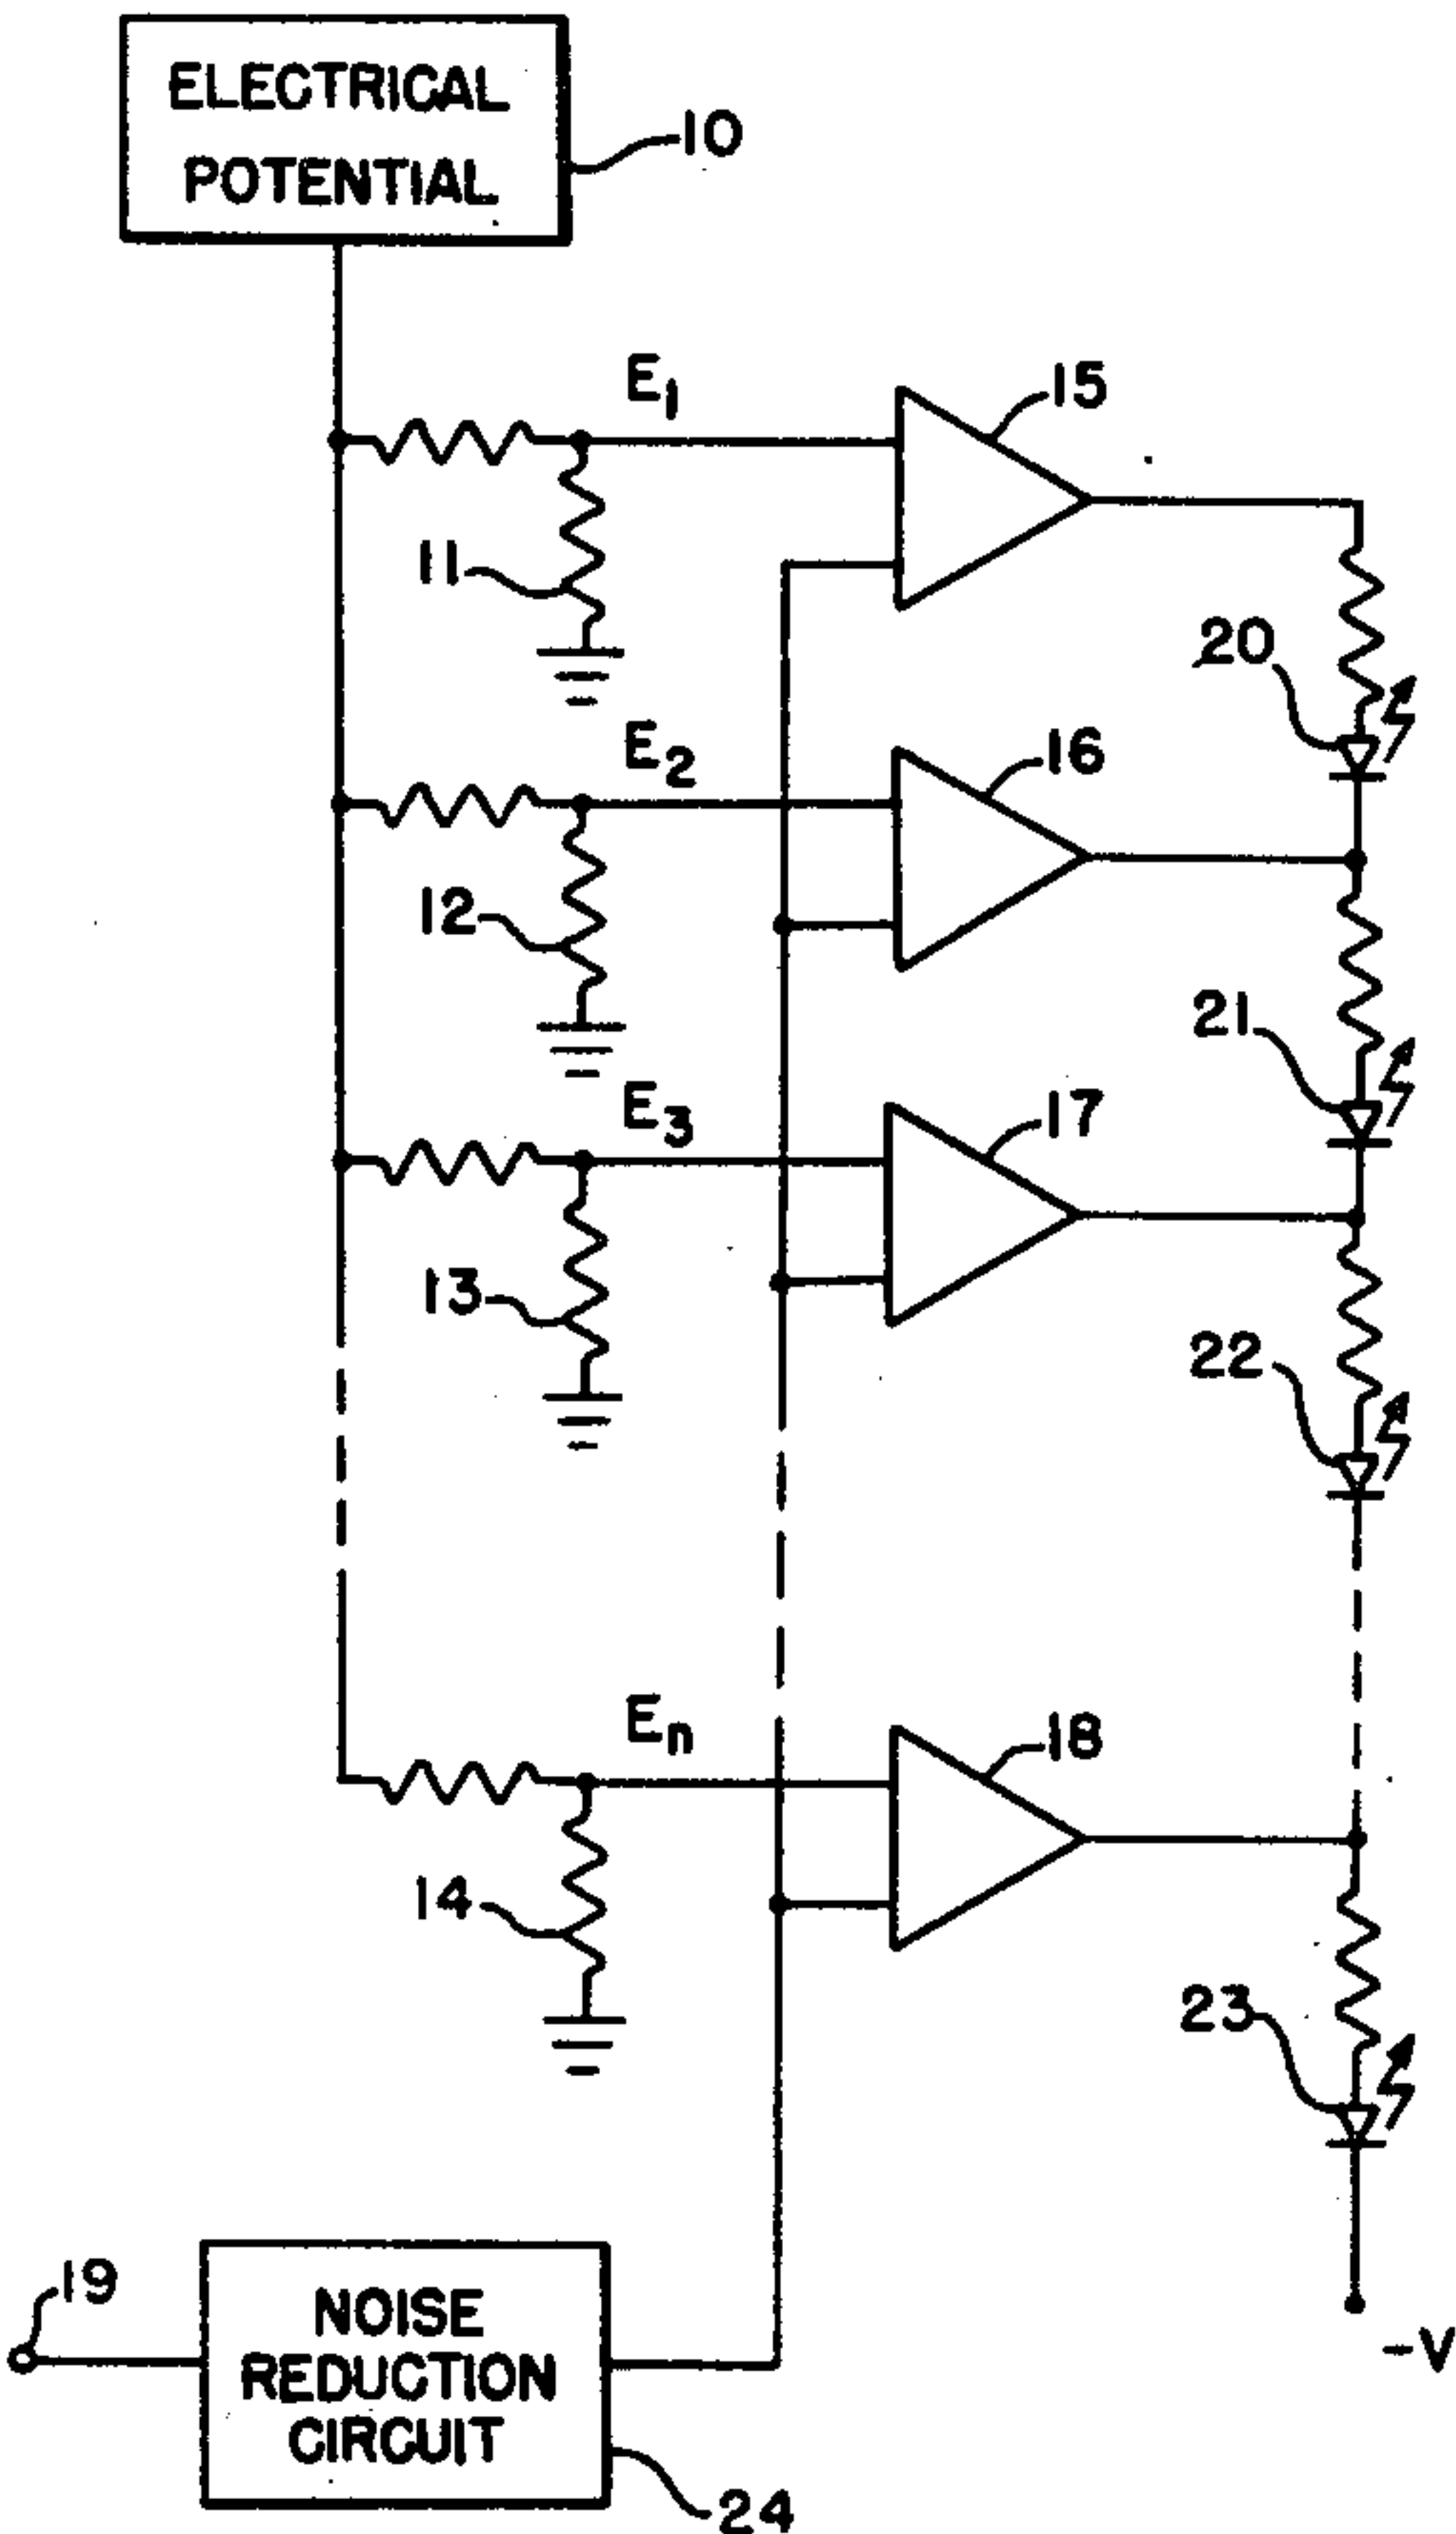 ELECTRICAL
POTENTIAL
10
E1
15
11
20
E2
16
12
21
E3
17
13
22
En
18
14
23
19
NOISE
REDUCTION
CIRCUIT
-V
24